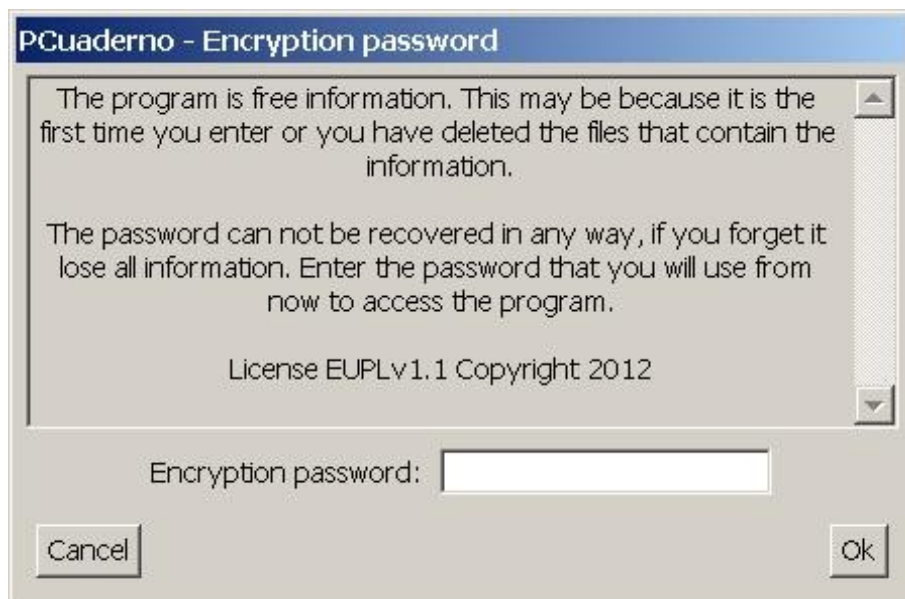 PCuaderno - Encryption password
The program is free information. This may be because it is the
first time you enter or you have deleted the files that contain the
information.
The password can not be recovered in any way, if you forget it
lose all information. Enter the password that you will use from
now to access the program.
License EUPLv1.1 Copyright 2012
Encryption password:
Cancel
Ok